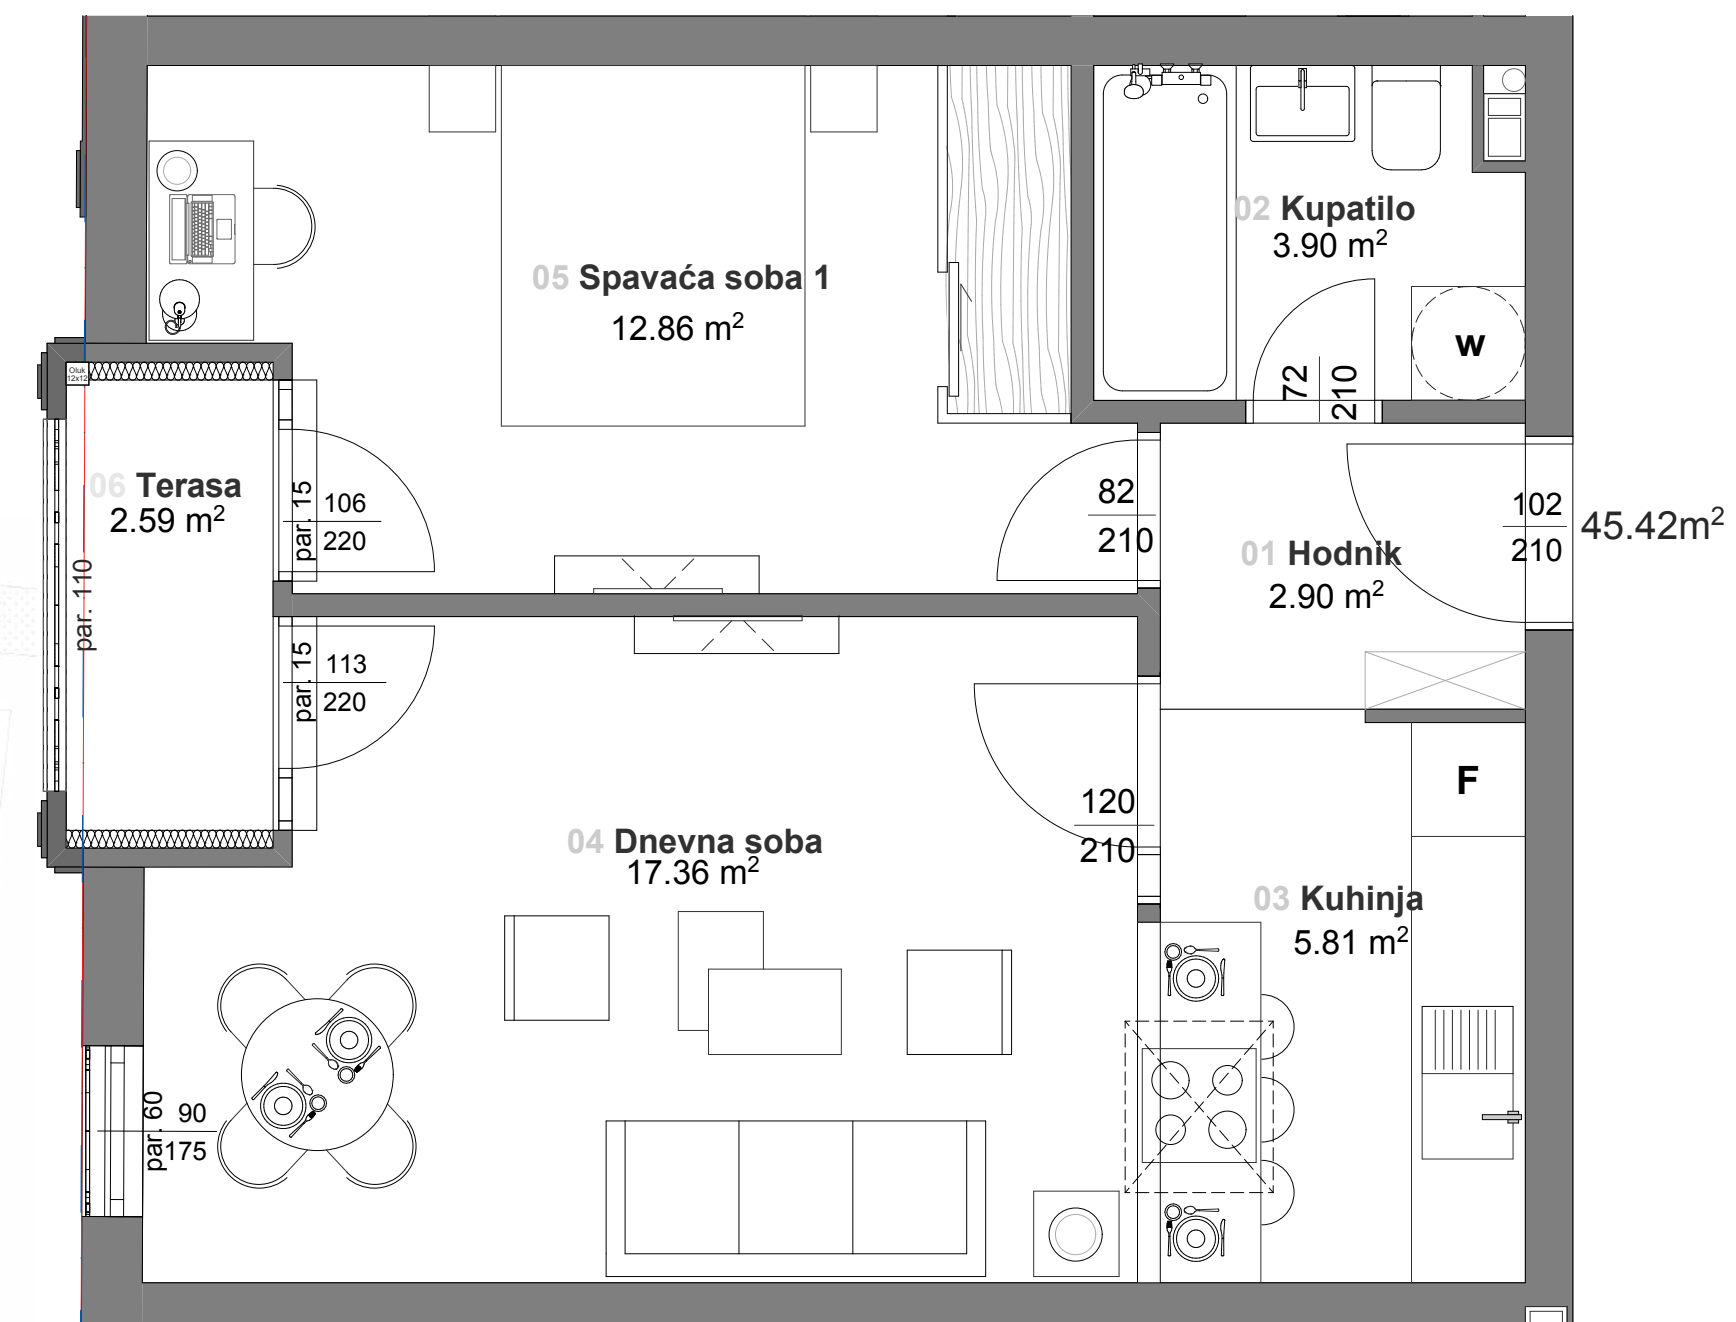 02 Kupatilo
3.90 m²
05 Spavaća soba 1
12.86 m²
W
72
210
Oluk
12x12
06 Terasa
2.59 m²
par. 110
par. 15
106
220
82
210
01 Hodnik
2.90 m²
102
210
45.42m²
par. 15
113
220
120
210
F
04 Dnevna soba
17.36 m²
03 Kuhinja
5.81 m²
par. 60
90
175